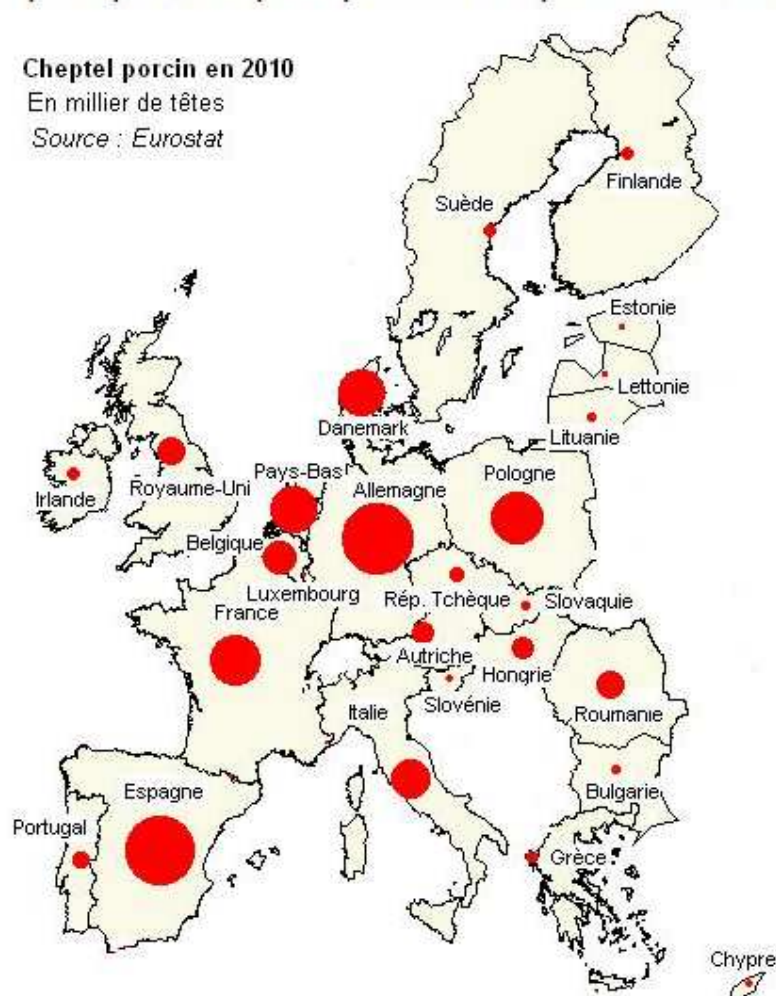 Cheptel porcin en 2010
En millier de têtes
Source : Eurostat
Finlande
Suède
Estonie
Lettonie
Danemark
Lituanie
Pays-Bas
Allemagne
Pologne
Irlande
Royaume-Uni
Belgique
Luxembourg
Rép. Tchèque
Slovaquie
France
Autriche
Hongrie
Slovénie
Italie
Roumanie
Espagne
Bulgarie
Portugal
Grèce
Chypre